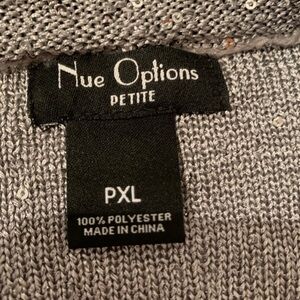 Nue Options
PETITE
PXL
100% POLYESTER
MADE IN CHINA